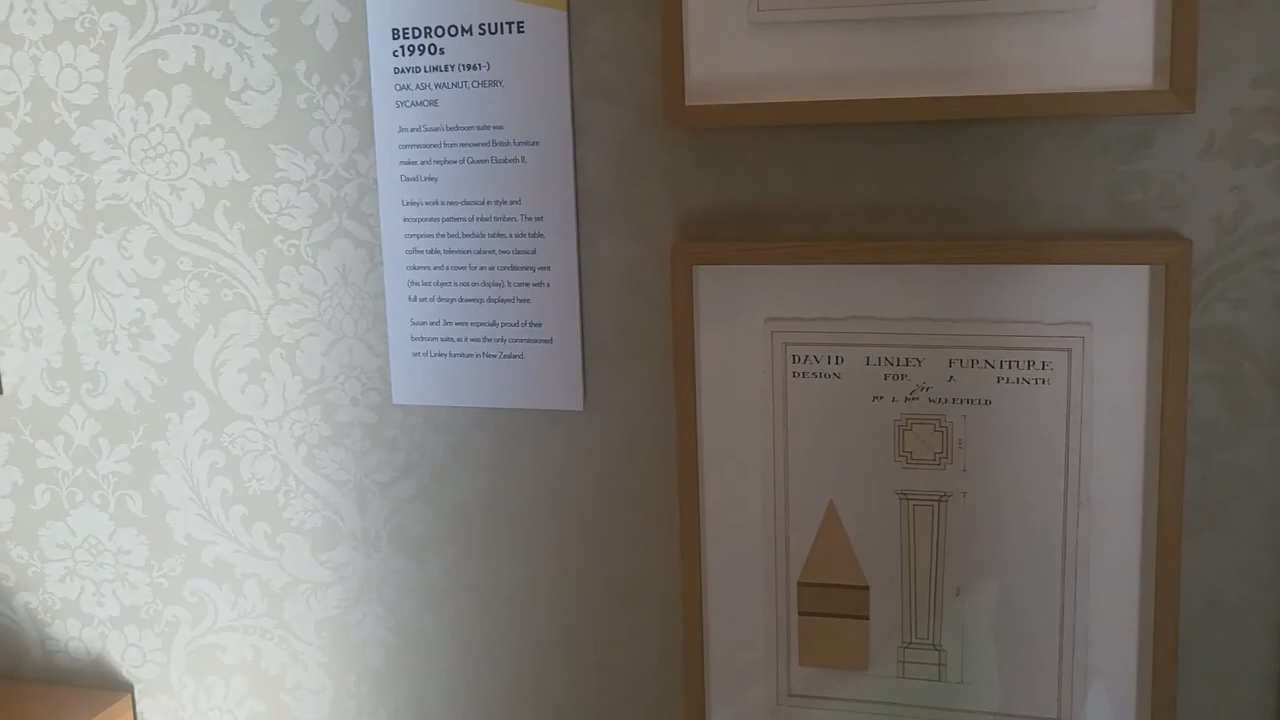 BEDROOM SUITE
c1990s
DAVID LINLEY (1961-)
OAK, ASH, WALNUT, CHERRY,
SYCAMORE
Jim and Susan's bedroom suite was
commissioned from renowned British furniture
maker, and nephew of Queen Elizabeth II,
David Linley.
Linley's work is neo-classical in style and
incorporates patterns of inlaid timbers. The set
comprises the bed, bedside tables, a side table,
coffee table, television cabinet, two classical
columns and a cover for an air conditioning vent
(this last object is not on display). It came with a
full set of design drawings displayed here.
Susan and Jim were especially proud of their
bedroom suite, as it was the only commissioned
set of Linley furniture in New Zealand.
DAVID LINLEY FURNITURE
DESIGN FOR A PLINTH
for
Mr & Mrs WAKEFIELD